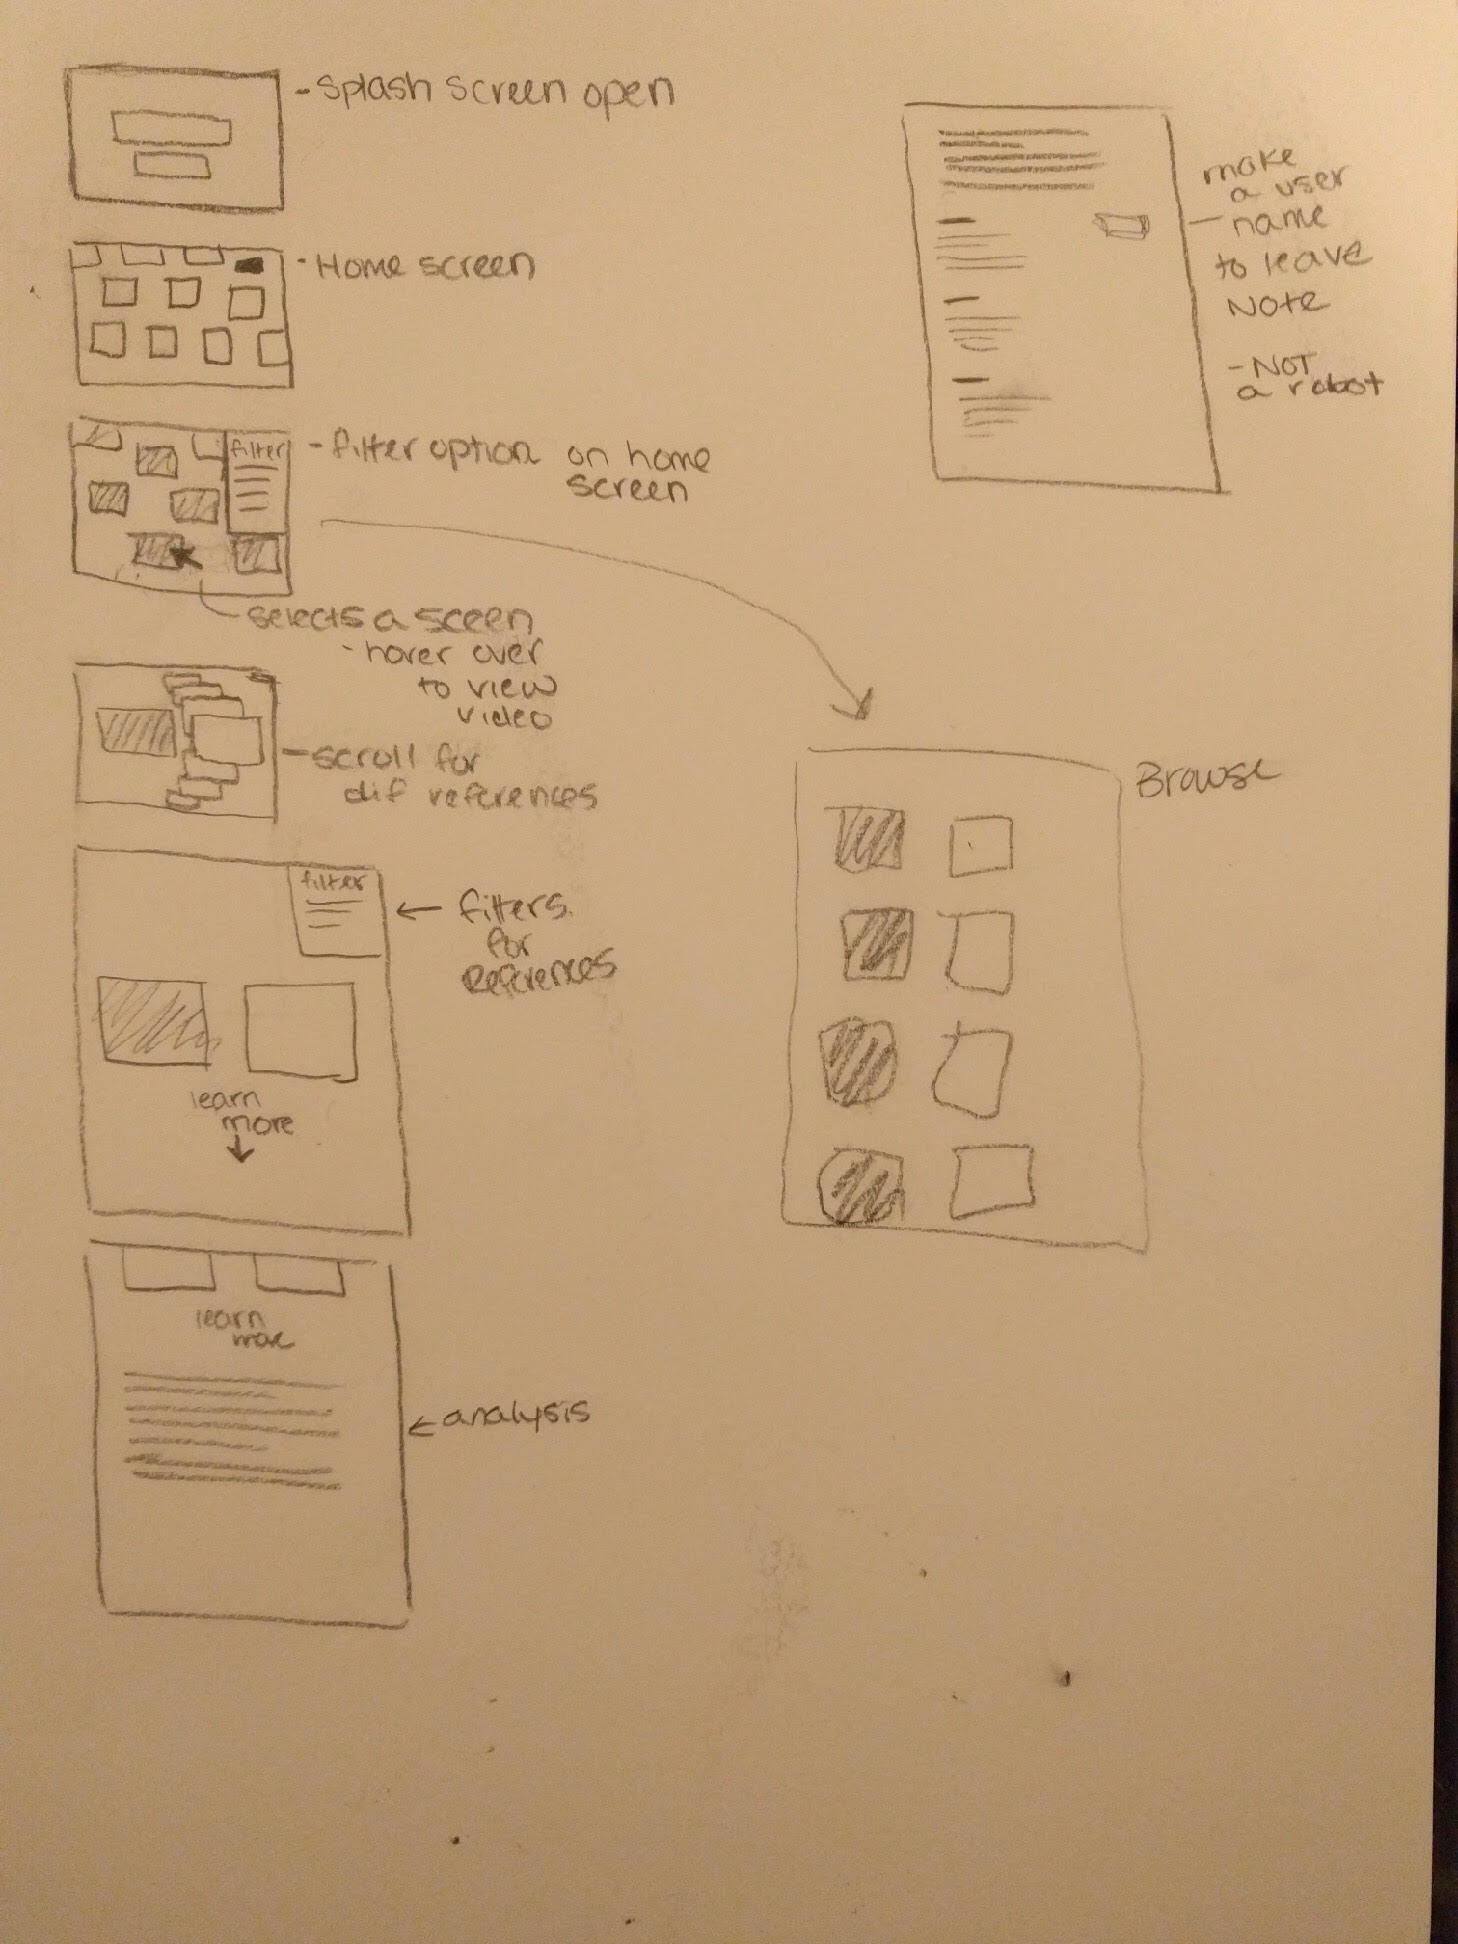 -splash screen open
-Home screen
filter
-filter option on home
screen
selects a sceen
-hover over
to view
video
-scroll for
dif references
filter
filters
for
References
learn
more
learn
more
analysis
make
a user
name
to leave
Note
-NOT
a robot
Browse